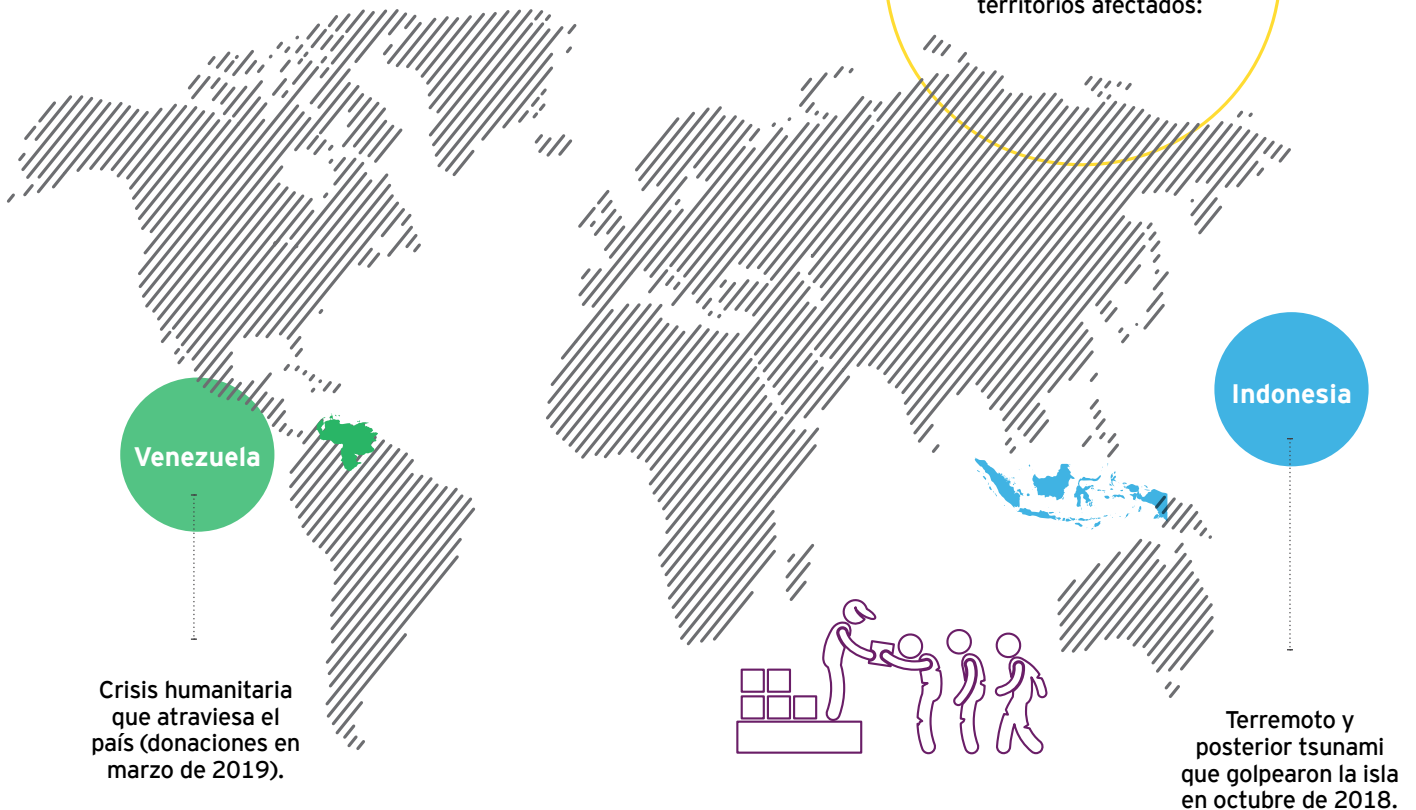 territorios afectados:
Indonesia
Venezuela
Crisis humanitaria
que atraviesa el
país (donaciones en
marzo de 2019).
Terremoto y
posterior tsunami
que golpearon la isla
en octubre de 2018.